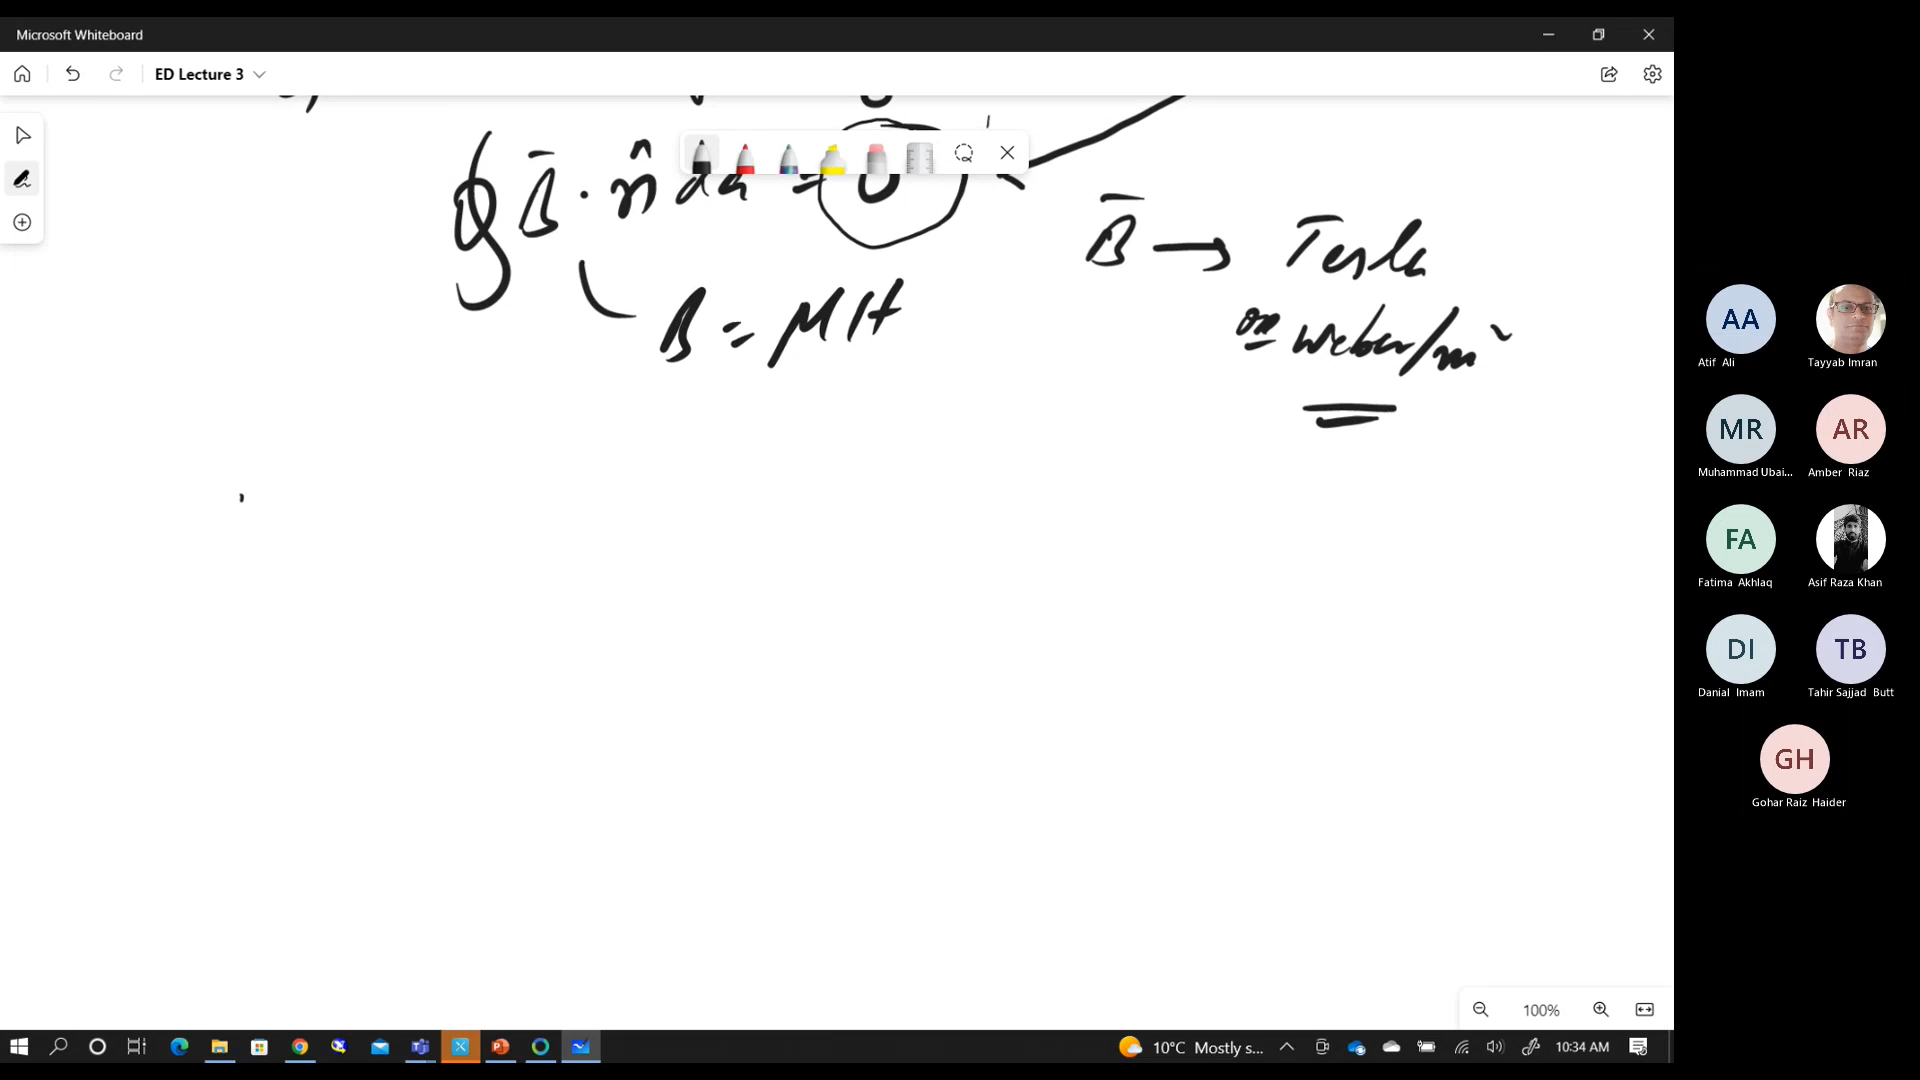 Microsoft Whiteboard
ED Lecture 3
∮ B̄ · n̂ da = 0
B̄ → Tesla
or Weber/m²
B = μH
AA
Atif Ali
Tayyab Imran
MR
Muhammad Ubai...
AR
Amber Riaz
FA
Fatima Akhlaq
Asif Raza Khan
DI
Danial Imam
TB
Tahir Sajjad Butt
GH
Gohar Raiz Haider
100%
10°C Mostly s...
10:34 AM